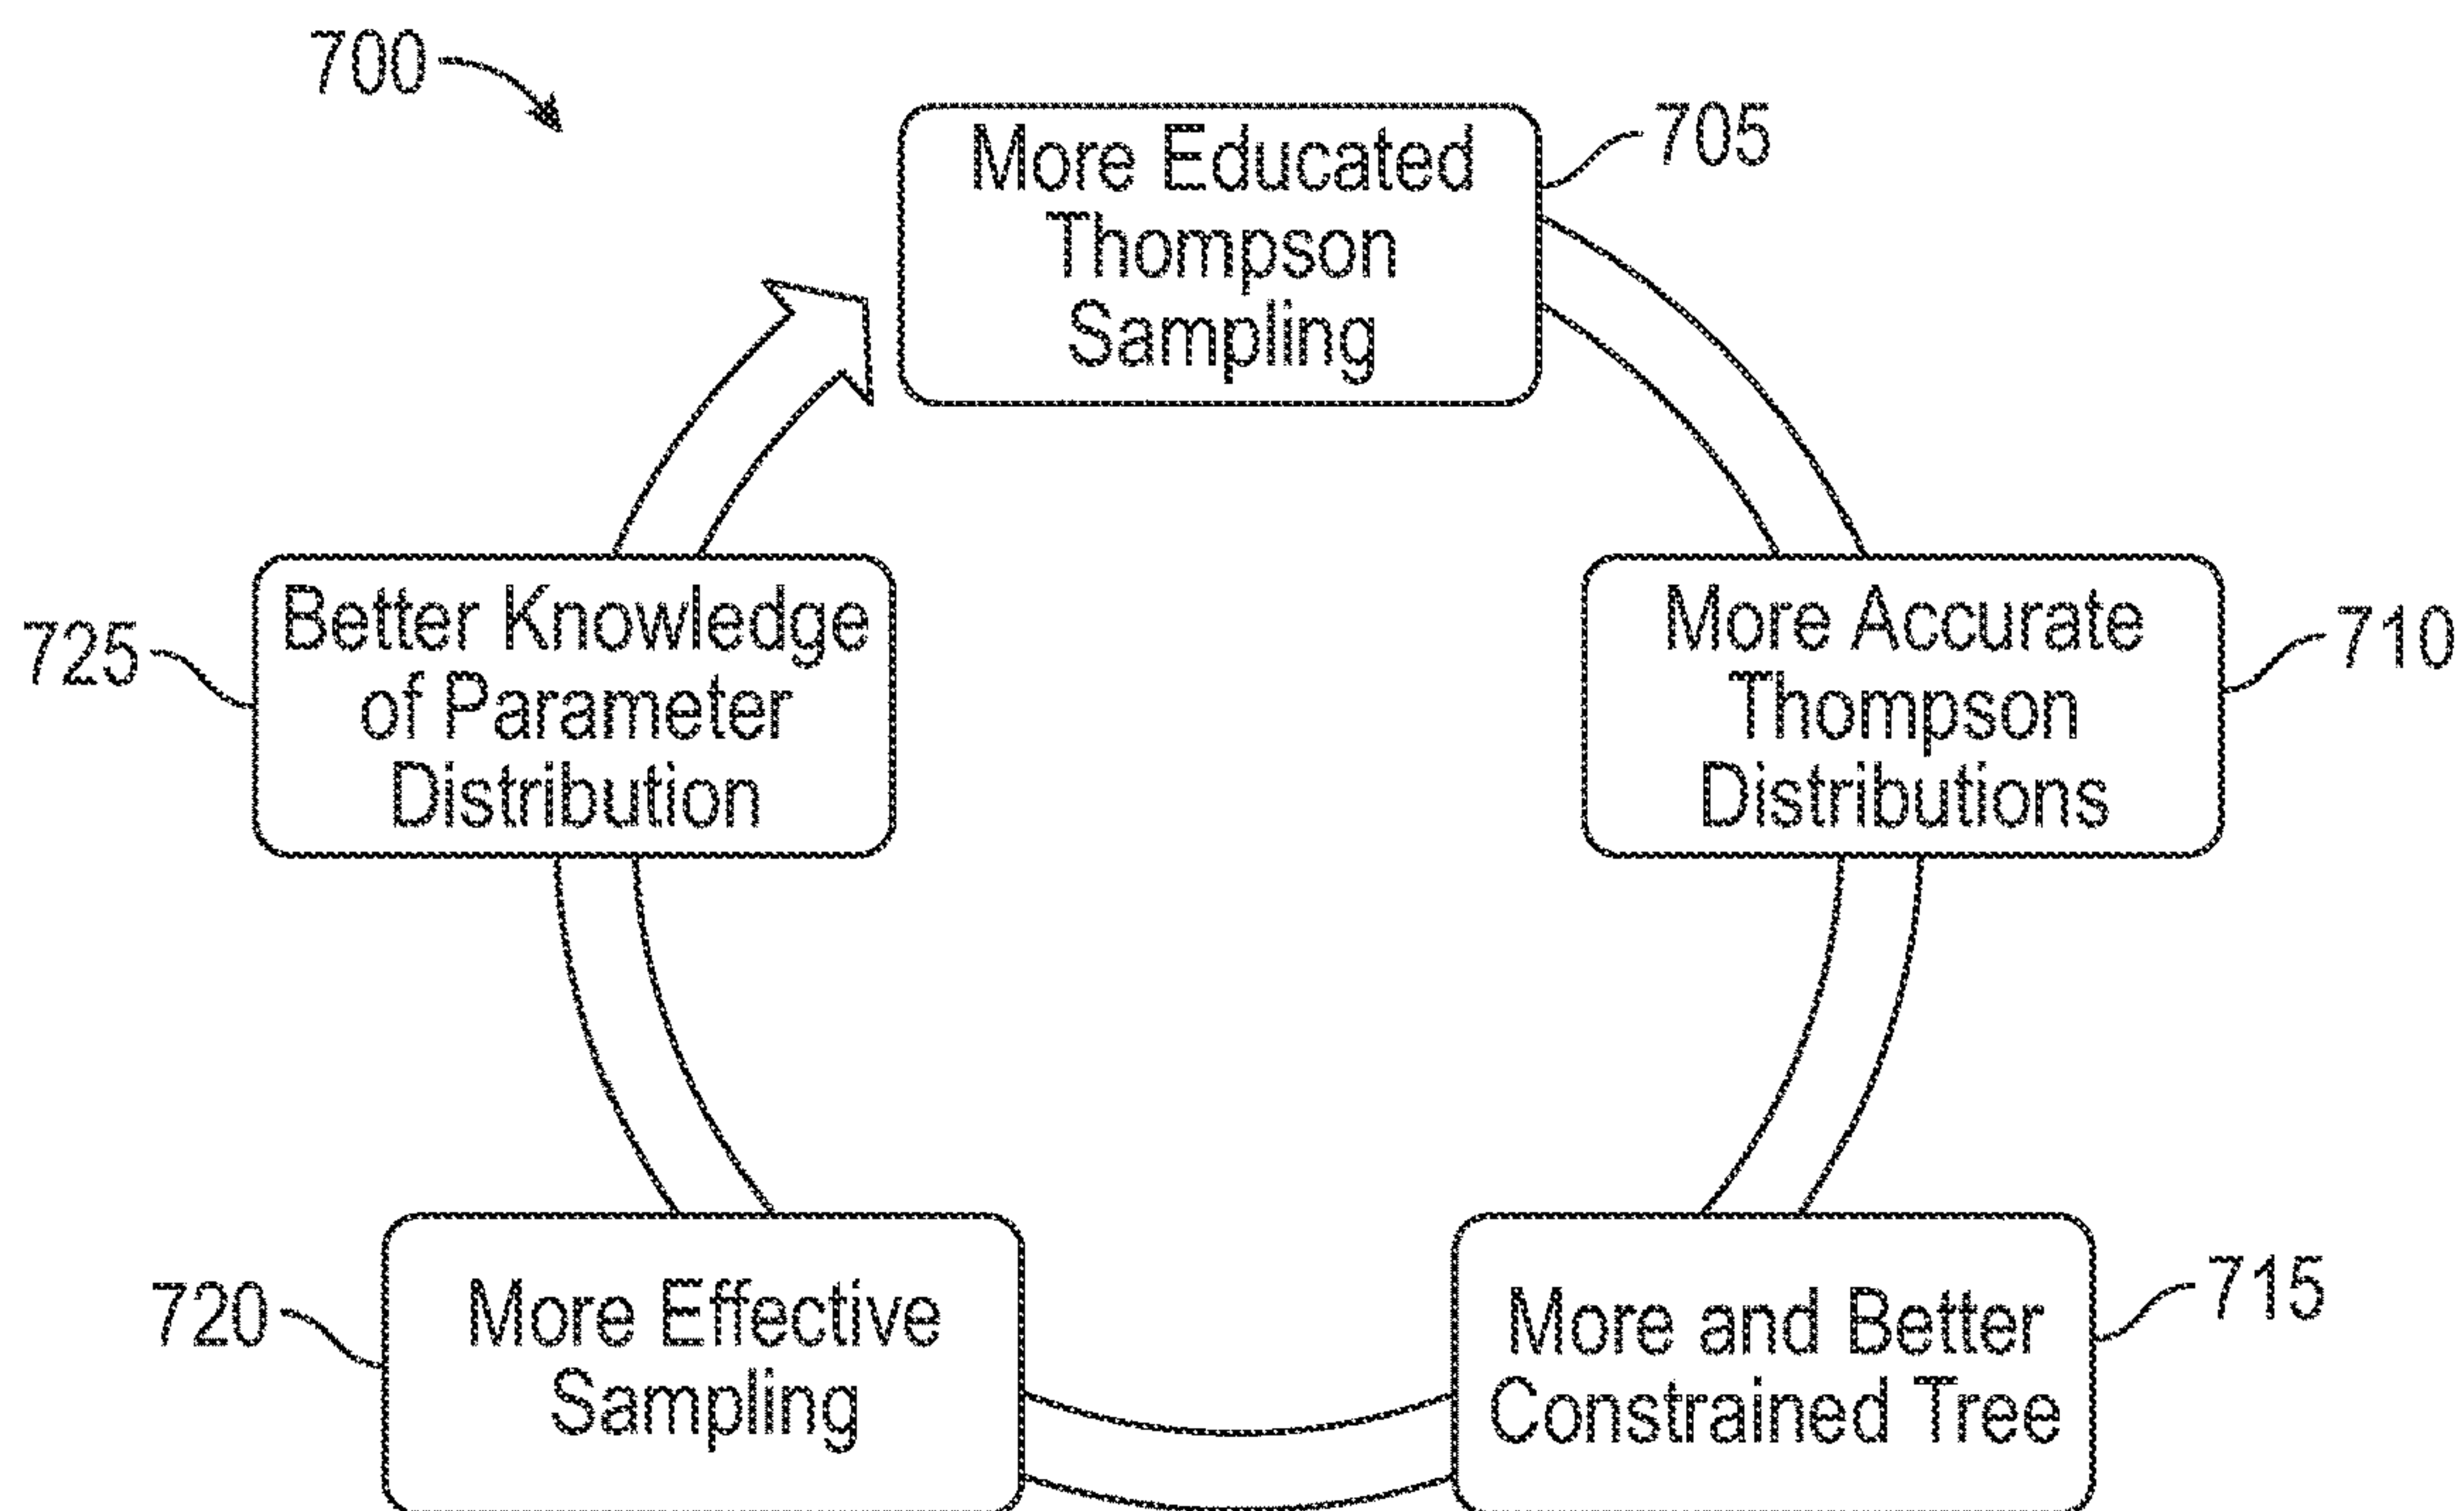 700
More Educated
Thompson
Sampling
705
More Accurate
Thompson
Distributions
710
More and Better
Constrained Tree
715
More Effective
Sampling
720
Better Knowledge
of Parameter
Distribution
725